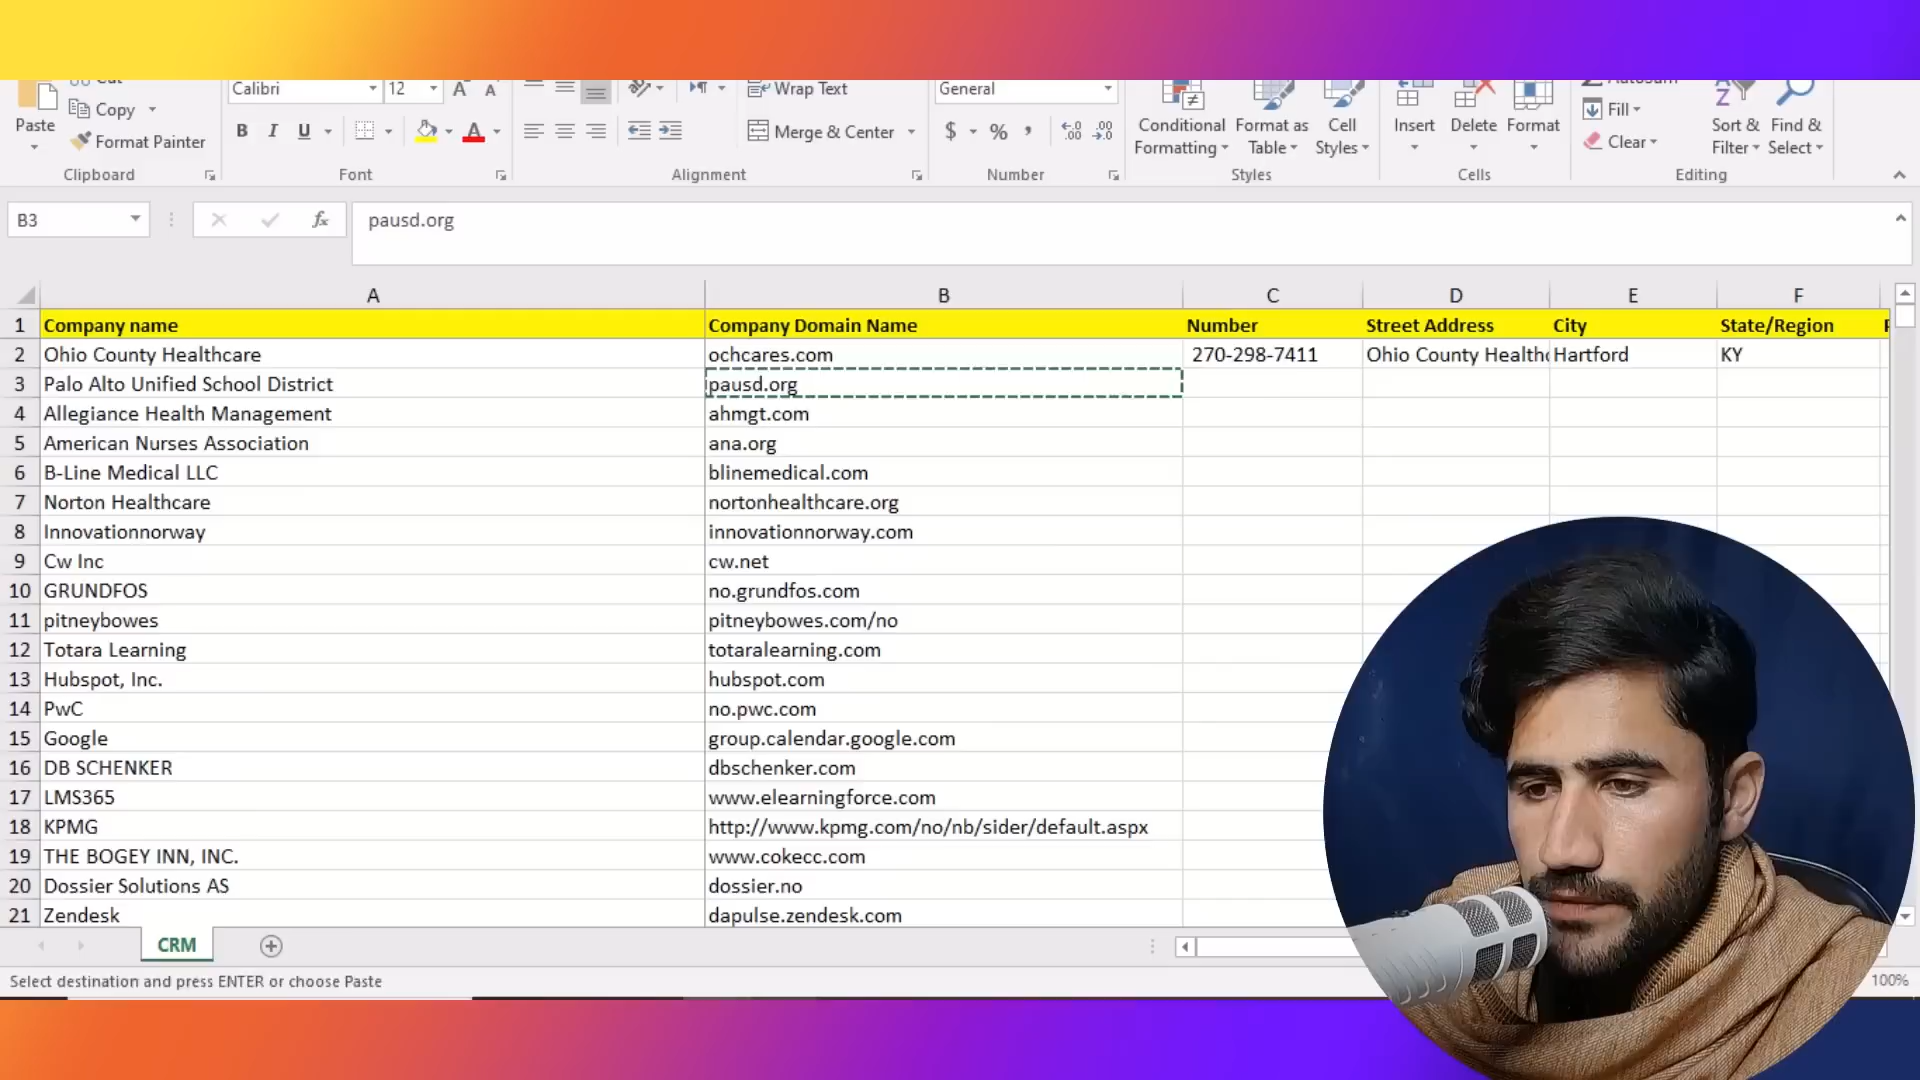 Cut
Calibri 12 Wrap Text General AutoSum
Copy
Paste Format Painter
B I U A Merge & Center $ % , Conditional Formatting Format as Table Cell Styles Insert Delete Format Fill Clear Sort & Filter Find & Select
Clipboard Font Alignment Number Styles Cells Editing
B3 fx pausd.org
A B C D E F
1 Company name Company Domain Name Number Street Address City State/Region
2 Ohio County Healthcare ochcares.com 270-298-7411 Ohio County Health Hartford KY
3 Palo Alto Unified School District pausd.org
4 Allegiance Health Management ahmgt.com
5 American Nurses Association ana.org
6 B-Line Medical LLC blinemedical.com
7 Norton Healthcare nortonhealthcare.org
8 Innovationnorway innovationnorway.com
9 Cw Inc cw.net
10 GRUNDFOS no.grundfos.com
11 pitneybowes pitneybowes.com/no
12 Totara Learning totaralearning.com
13 Hubspot, Inc. hubspot.com
14 PwC no.pwc.com
15 Google group.calendar.google.com
16 DB SCHENKER dbschenker.com
17 LMS365 www.elearningforce.com
18 KPMG http://www.kpmg.com/no/nb/sider/default.aspx
19 THE BOGEY INN, INC. www.cokecc.com
20 Dossier Solutions AS dossier.no
21 Zendesk dapulse.zendesk.com
CRM
Select destination and press ENTER or choose Paste 100%